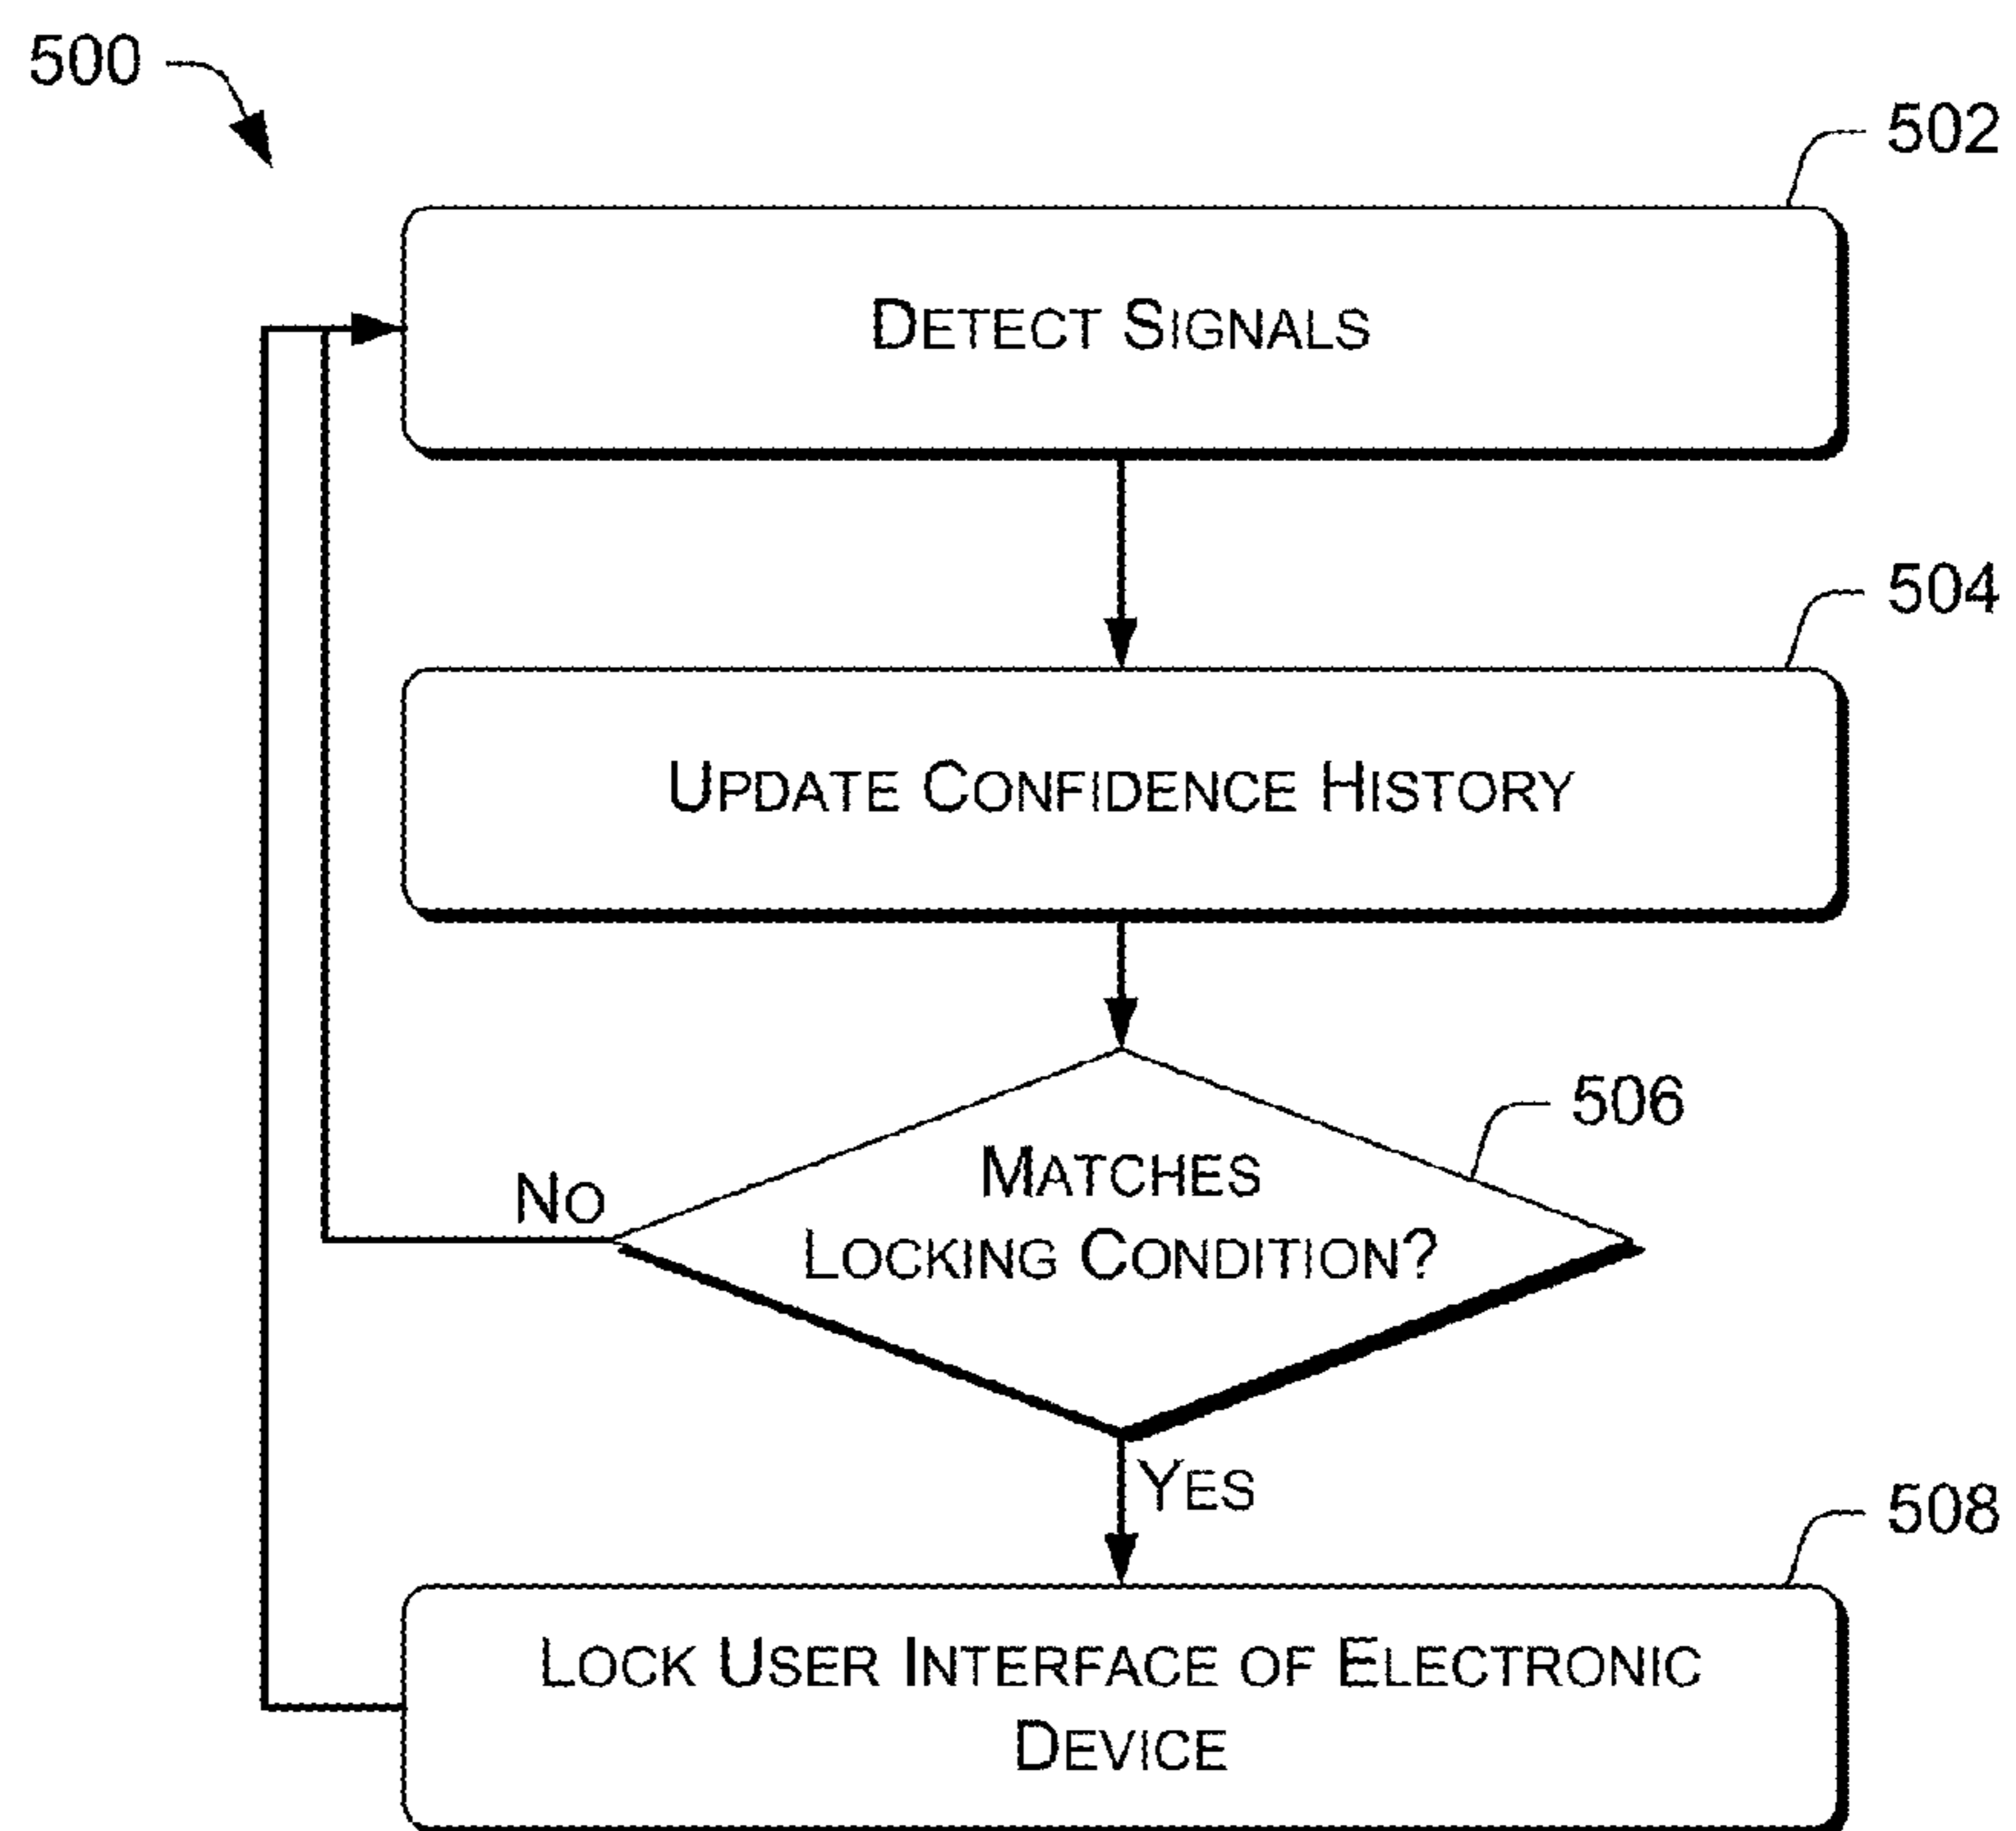 500
502
DETECT SIGNALS
504
UPDATE CONFIDENCE HISTORY
506
MATCHES
LOCKING CONDITION?
NO
YES
508
LOCK USER INTERFACE OF ELECTRONIC
DEVICE